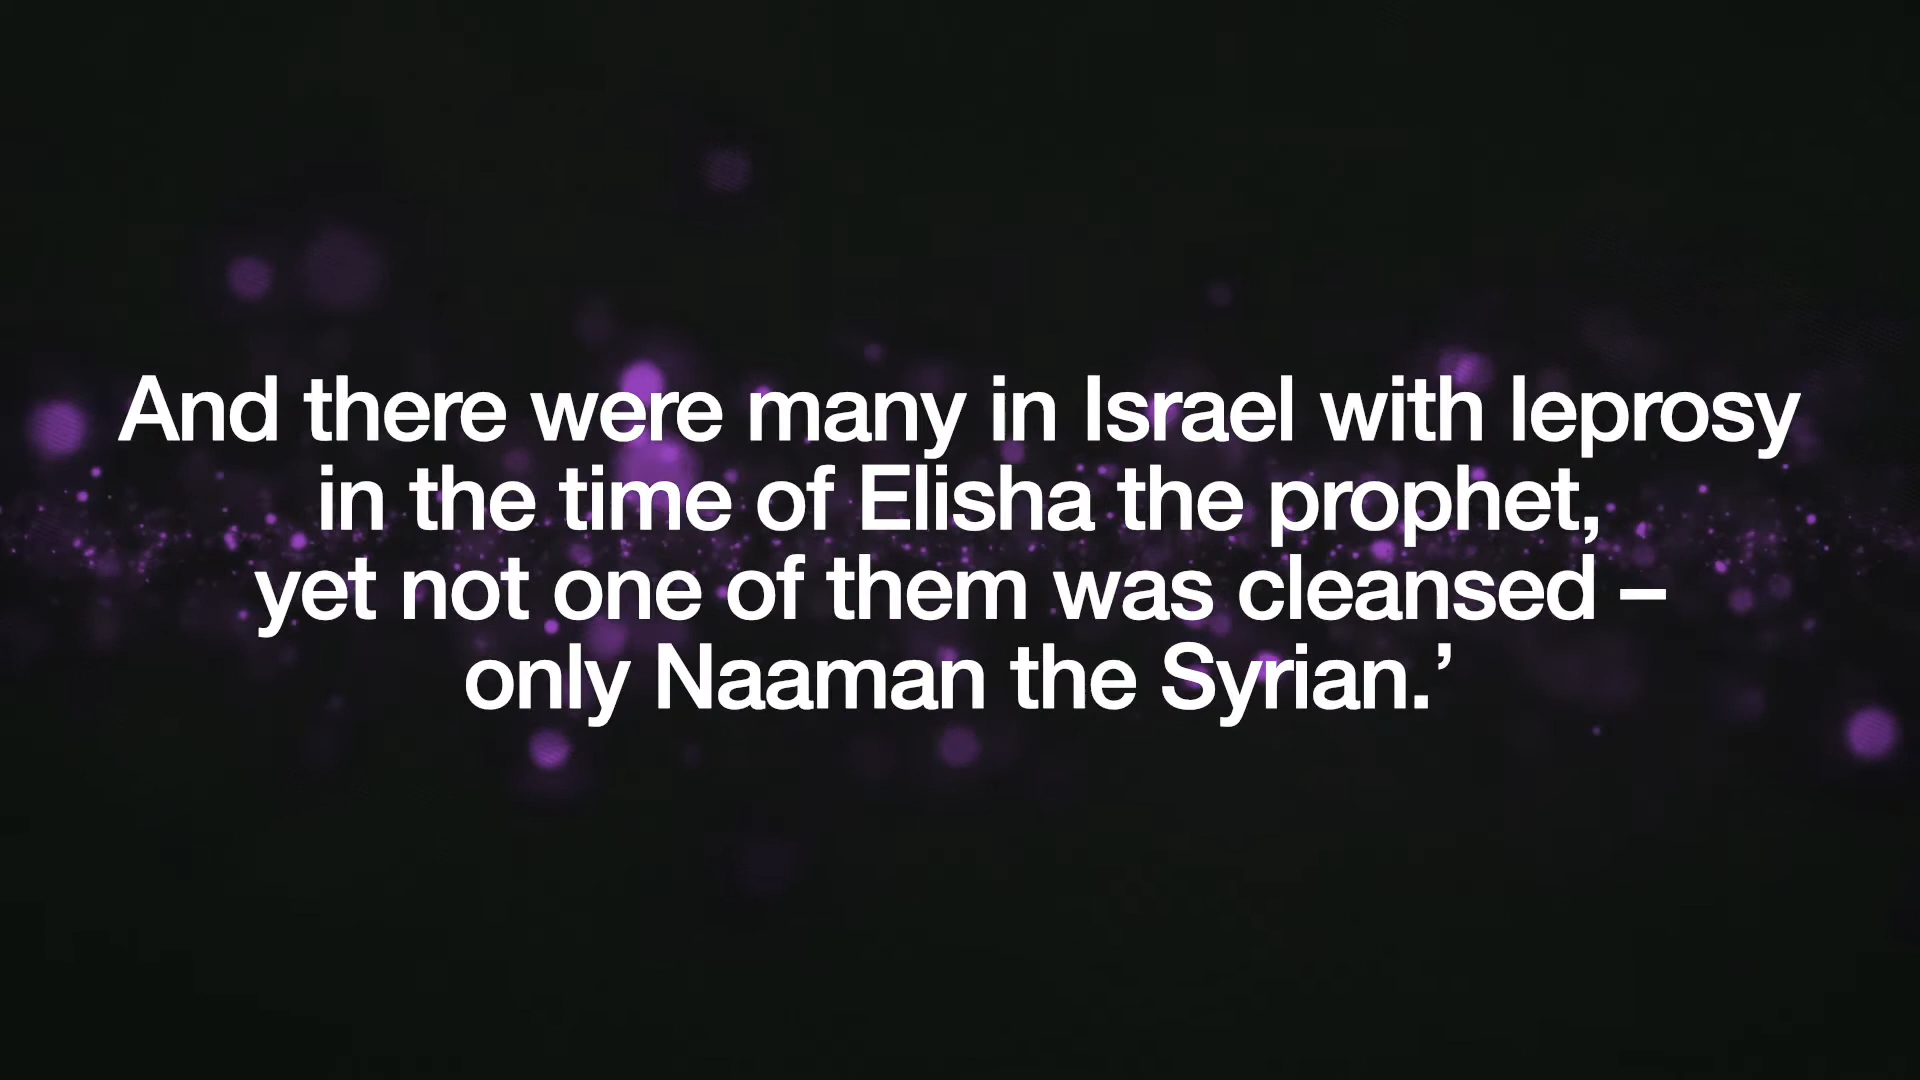 And there were many in Israel with leprosy
in the time of Elisha the prophet,
yet not one of them was cleansed –
only Naaman the Syrian.’